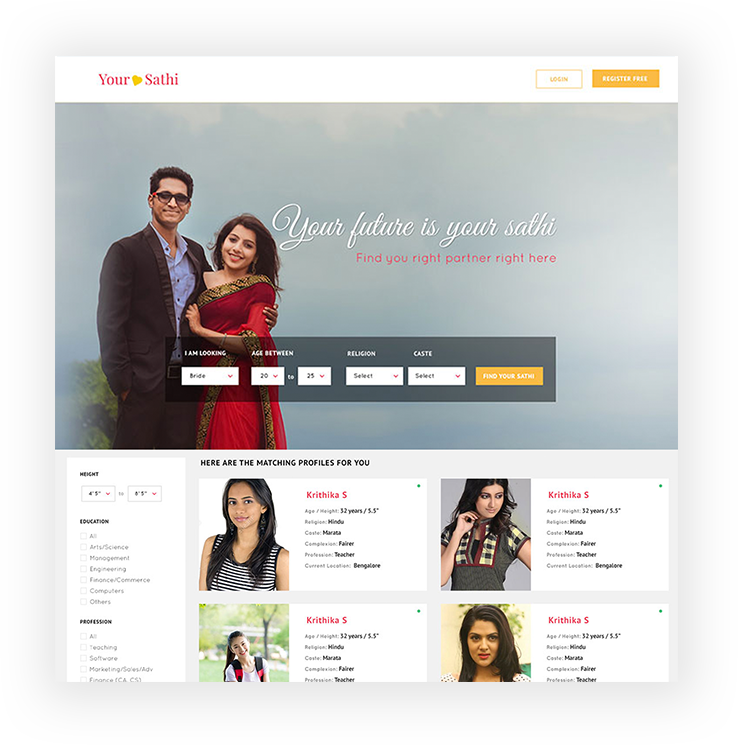 Your Sathi
LOGIN
REGISTER FREE
Your future is your sathi
Find you right partner right here
I AM LOOKING
AGE BETWEEN
RELIGION
CASTE
Bride
20
to
25
Select
Select
FIND YOUR SATHI
HEIGHT
4'5"
to
6'5"
EDUCATION
All
Arts/Science
Management
Engineering
Finance/Commerce
Computers
Others
PROFESSION
All
Teaching
Software
Marketing/Sales/Adv
Finance (CA, CS)
HERE ARE THE MATCHING PROFILES FOR YOU
Krithika S
Age / Height: 32 years / 5.5"
Religion: Hindu
Caste: Marata
Complexion: Fairer
Profession: Teacher
Current Location: Bengalore
Krithika S
Age / Height: 32 years / 5.5"
Religion: Hindu
Caste: Marata
Complexion: Fairer
Profession: Teacher
Current Location: Bengalore
Krithika S
Age / Height: 32 years / 5.5"
Religion: Hindu
Caste: Marata
Complexion: Fairer
Profession: Teacher
Krithika S
Age / Height: 32 years / 5.5"
Religion: Hindu
Caste: Marata
Complexion: Fairer
Profession: Teacher